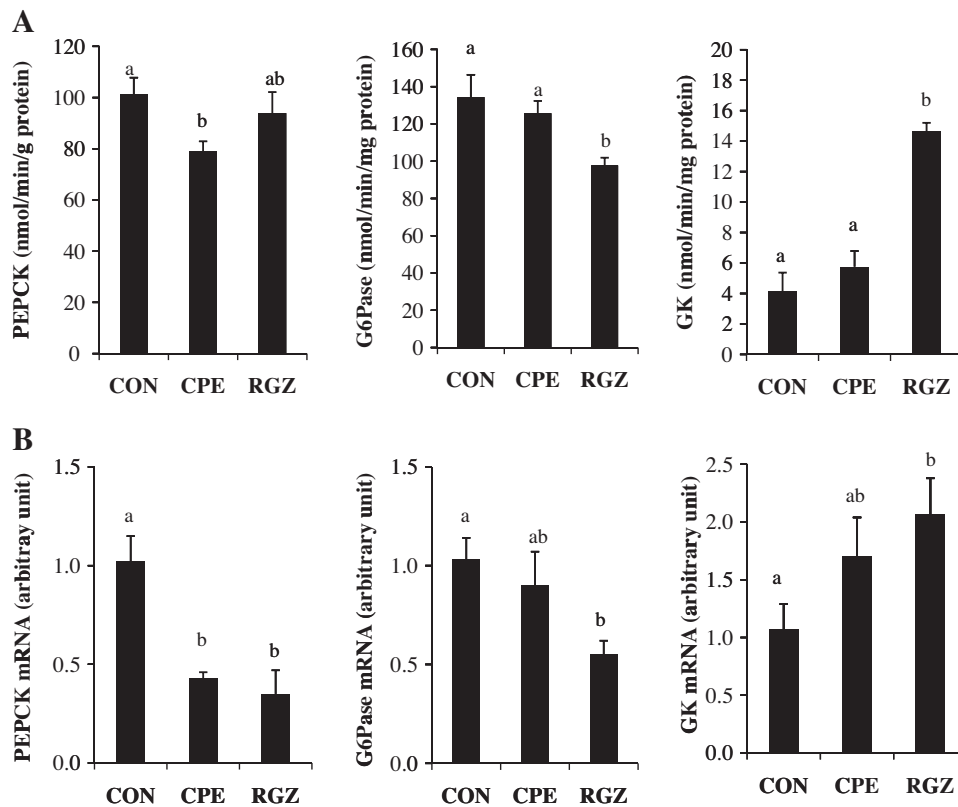 A
PEPCK (nmol/min/g protein)
120
100
80
60
40
20
0
a
b
ab
CON CPE RGZ
G6Pase (nmol/min/mg protein)
160
140
120
100
80
60
40
20
0
a
a
b
CON CPE RGZ
GK (nmol/min/mg protein)
20
18
16
14
12
10
8
6
4
2
0
a
a
b
CON CPE RGZ
B
PEPCK mRNA (arbitray unit)
1.5
1.0
0.5
0.0
a
b
b
CON CPE RGZ
G6Pase mRNA (arbitrary unit)
1.5
1.0
0.5
0.0
a
ab
b
CON CPE RGZ
GK mRNA (arbitrary unit)
2.5
2.0
1.5
1.0
0.5
0.0
a
ab
b
CON CPE RGZ